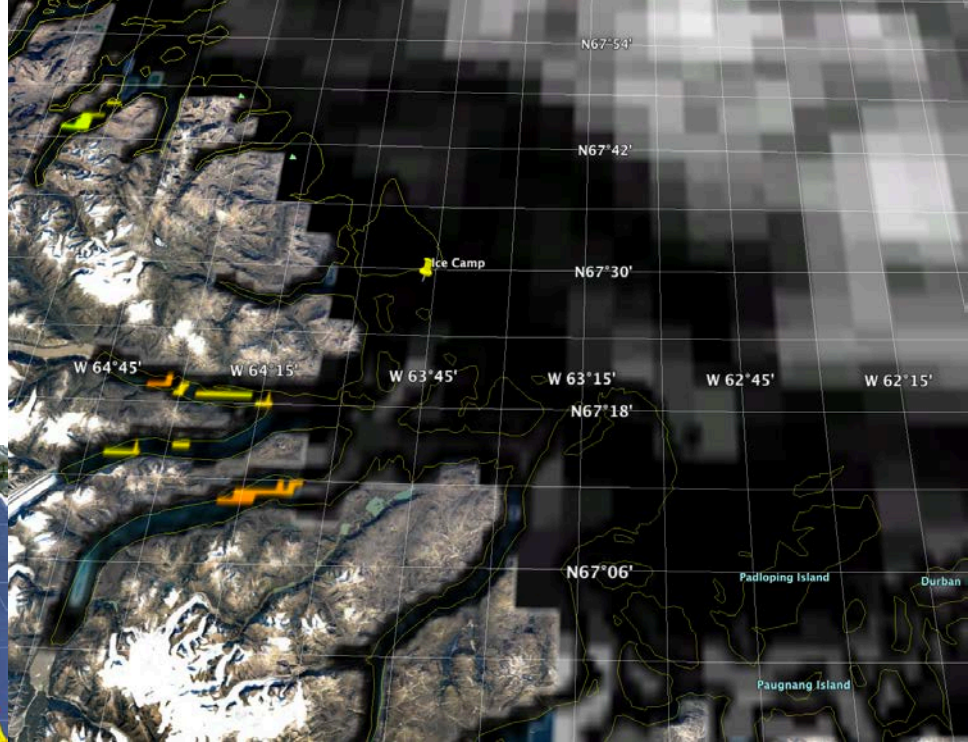 N67°54'
N67°42'
Ice Camp
N67°30'
W 64°45'
W 64°15'
W 63°45'
W 63°15'
W 62°45'
W 62°15'
N67°18'
N67°06'
Padloping Island
Durban
Paugnang Island